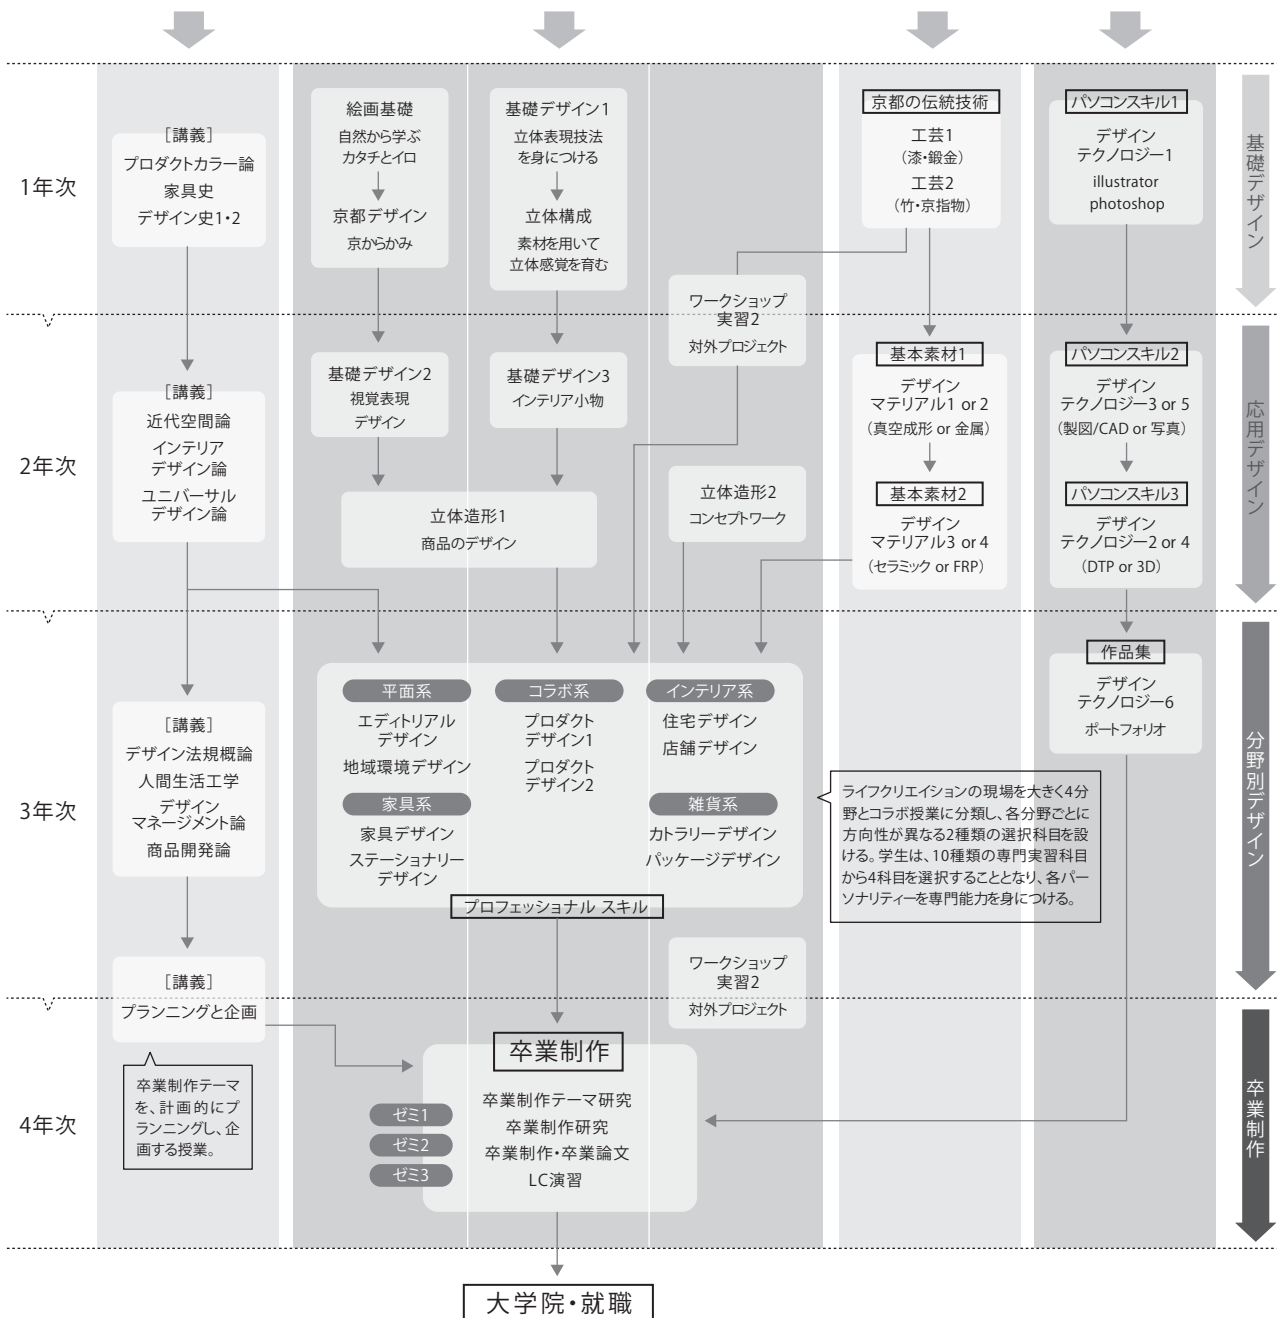 1年次
[講義]
プロダクトカラー論
家具史
デザイン史1・2
絵画基礎
自然から学ぶ
カタチとイロ
京都デザイン
京からかみ
基礎デザイン1
立体表現技法
を身につける
立体構成
素材を用いて
立体感覚を育む
ワークショップ
実習2
対外プロジェクト
京都の伝統技術
工芸1
(漆・鍛金)
工芸2
(竹・京指物)
パソコンスキル1
デザイン
テクノロジー1
illustrator
photoshop
基礎デザイン
2年次
[講義]
近代空間論
インテリア
デザイン論
ユニバーサル
デザイン論
基礎デザイン2
視覚表現
デザイン
基礎デザイン3
インテリア小物
立体造形1
商品のデザイン
立体造形2
コンセプトワーク
基本素材1
デザイン
マテリアル1 or 2
(真空成形 or 金属)
基本素材2
デザイン
マテリアル3 or 4
(セラミック or FRP)
パソコンスキル2
デザイン
テクノロジー3 or 5
(製図/CAD or 写真)
パソコンスキル3
デザイン
テクノロジー2 or 4
(DTP or 3D)
応用デザイン
3年次
[講義]
デザイン法規概論
人間生活工学
デザイン
マネージメント論
商品開発論
平面系
エディトリアル
デザイン
地域環境デザイン
家具系
家具デザイン
ステーショナリー
デザイン
コラボ系
プロダクト
デザイン1
プロダクト
デザイン2
インテリア系
住宅デザイン
店舗デザイン
雑貨系
カトラリーデザイン
パッケージデザイン
プロフェッショナル スキル
作品集
デザイン
テクノロジー6
ポートフォリオ
ライフクリエイションの現場を大きく4分
野とコラボ授業に分類し、各分野ごとに
方向性が異なる2種類の選択科目を設
ける。学生は、10種類の専門実習科目
から4科目を選択することとなり、各パー
ソナリティーを専門能力を身につける。
分野別デザイン
[講義]
プランニングと企画
ワークショップ
実習2
対外プロジェクト
4年次
卒業制作テーマ
を、計画的にプ
ランニングし、企
画する授業。
卒業制作
ゼミ1
ゼミ2
ゼミ3
卒業制作テーマ研究
卒業制作研究
卒業制作・卒業論文
LC演習
卒業制作
大学院・就職